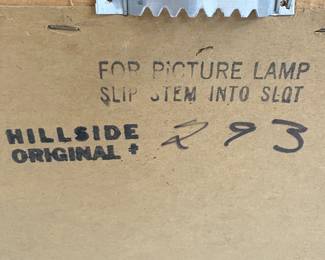 FOR PICTURE LAMP
SLIP STEM INTO SLOT
HILLSIDE
ORIGINAL
293